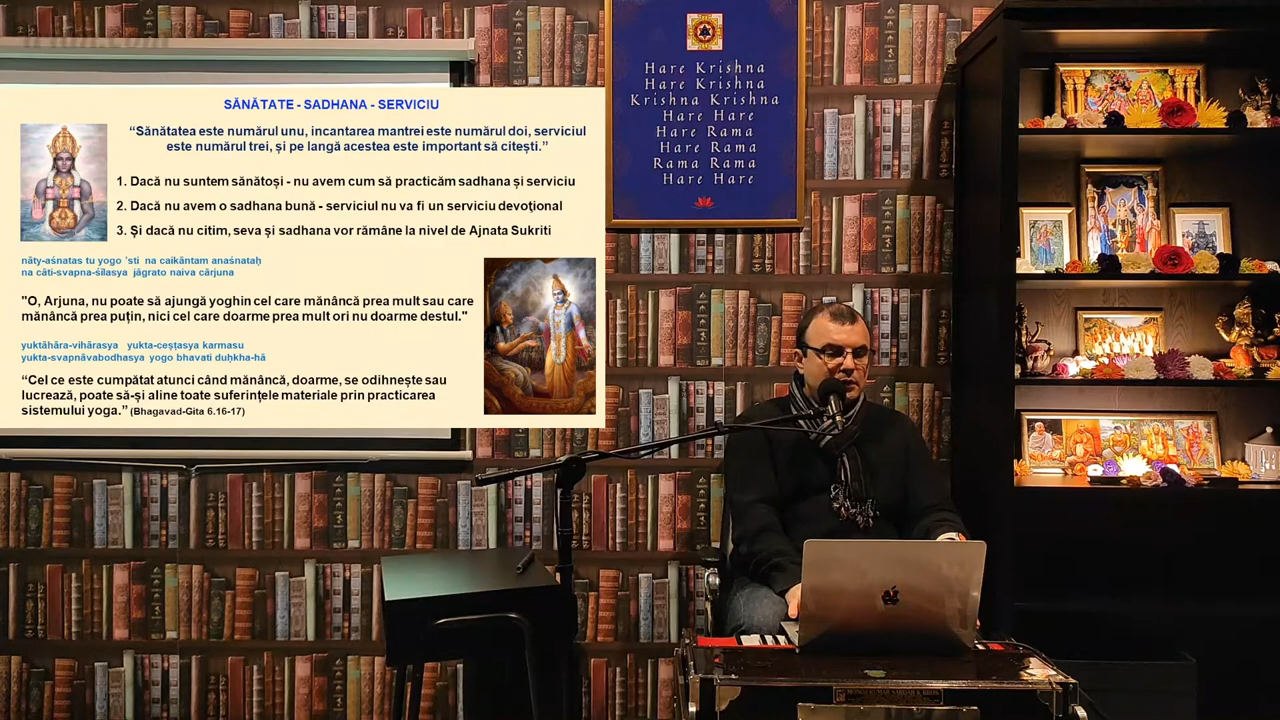 SĂNĂTATE - SADHANA - SERVICIU
“Sănătatea este numărul unu, incantarea mantrei este numărul doi, serviciul
este numărul trei, și pe langă acestea este important să citești.”
1. Dacă nu suntem sănătoși - nu avem cum să practicăm sadhana și serviciu
2. Dacă nu avem o sadhana bună - serviciul nu va fi un serviciu devoţional
3. Și dacă nu citim, seva și sadhana vor rămâne la nivel de Ajnata Sukriti
nāty-aśnatas tu yogo 'sti na caikāntam anaśnataḥ
na cāti-svapna-śīlasya jāgrato naiva cārjuna
"O, Arjuna, nu poate să ajungă yoghin cel care mănâncă prea mult sau care
mănâncă prea puțin, nici cel care doarme prea mult ori nu doarme destul."
yuktāhāra-vihārasya yukta-ceṣṭasya karmasu
yukta-svapnāvabodhasya yogo bhavati duḥkha-hā
“Cel ce este cumpătat atunci când mănâncă, doarme, se odihnește sau
lucrează, poate să-și aline toate suferințele materiale prin practicarea
sistemului yoga.” (Bhagavad-Gita 6.16-17)
Hare Krishna
Hare Krishna
Krishna Krishna
Hare Hare
Hare Rama
Hare Rama
Rama Rama
Hare Hare